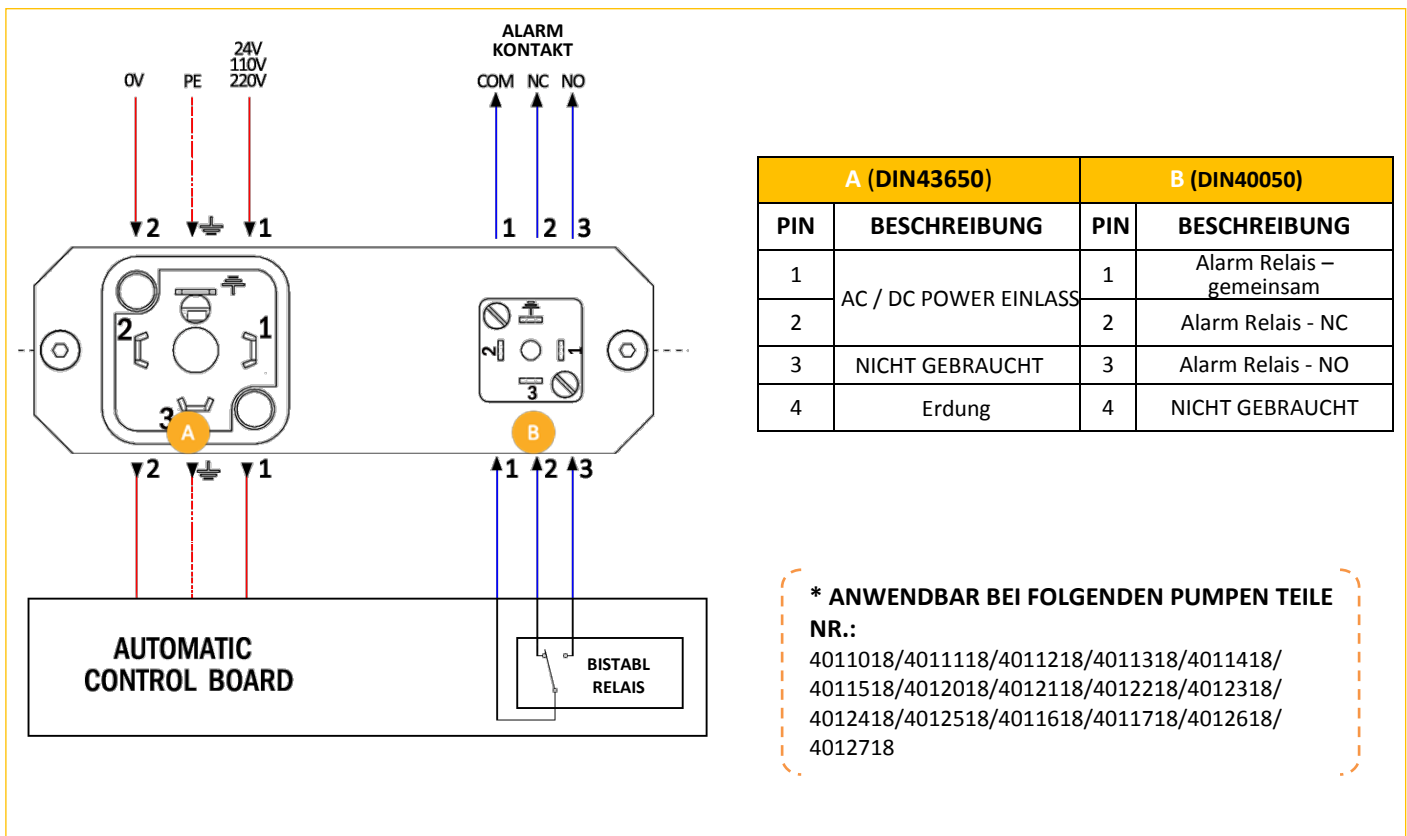 ALARM
KONTAKT
24V
110V
220V
0V PE
COM NC NO
2 1
1 2 3
2 1
3
A
2 1
3
B
2 1
1 2 3
AUTOMATIC
CONTROL BOARD
BISTABL
RELAIS
A (DIN43650) B (DIN40050)
PIN BESCHREIBUNG PIN BESCHREIBUNG
1 AC / DC POWER EINLASS 1 Alarm Relais –
gemeinsam
2 2 Alarm Relais - NC
3 NICHT GEBRAUCHT 3 Alarm Relais - NO
4 Erdung 4 NICHT GEBRAUCHT
* ANWENDBAR BEI FOLGENDEN PUMPEN TEILE
NR.:
4011018/4011118/4011218/4011318/4011418/
4011518/4012018/4012118/4012218/4012318/
4012418/4012518/4011618/4011718/4012618/
4012718